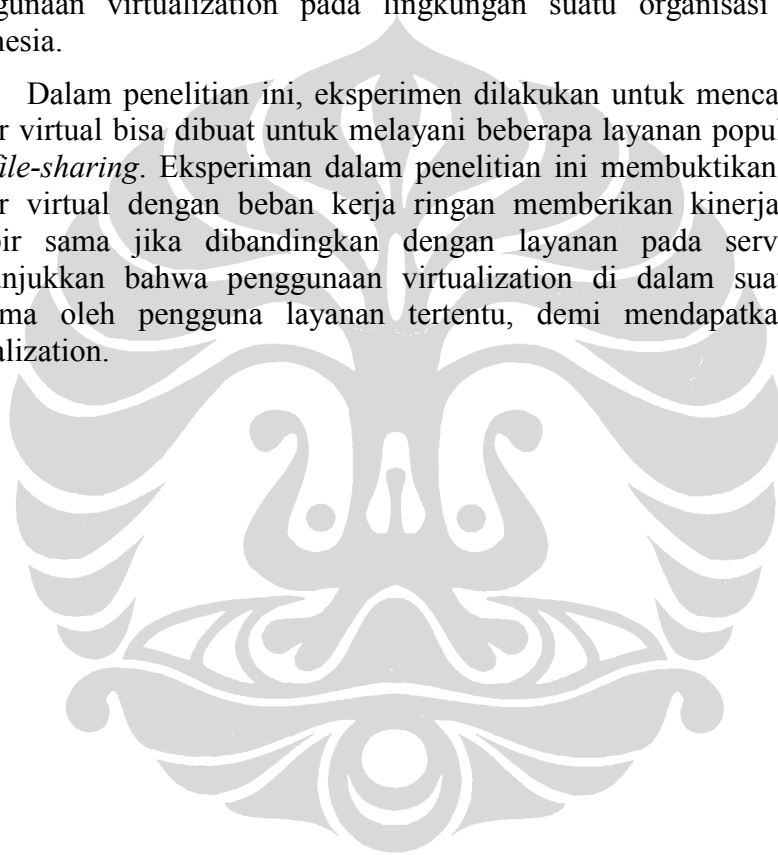 gunaan virtualization pada lingkungan suatu organisasi
nesia.
Dalam penelitian ini, eksperimen dilakukan untuk menca
r virtual bisa dibuat untuk melayani beberapa layanan popul
file-sharing. Eksperiman dalam penelitian ini membuktikan
r virtual dengan beban kerja ringan memberikan kinerja
ir sama jika dibandingkan dengan layanan pada serv
njukkan bahwa penggunaan virtualization di dalam suat
ma oleh pengguna layanan tertentu, demi mendapatka
alization.